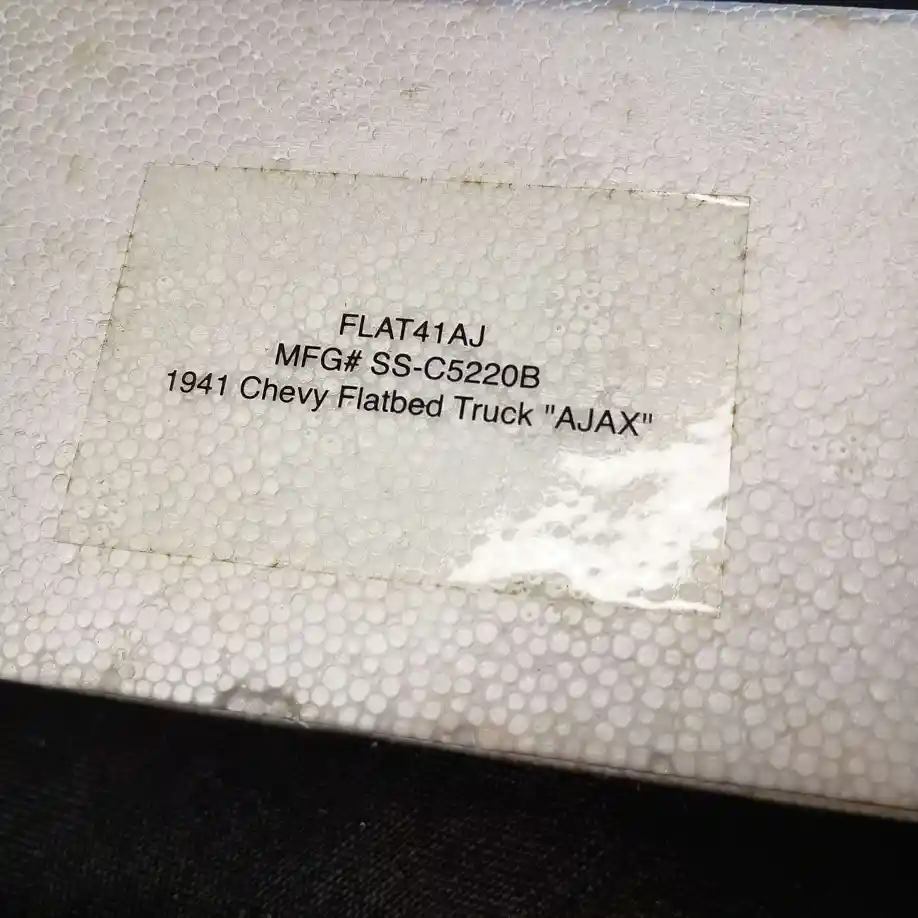 FLAT41AJ
MFG# SS-C5220B
1941 Chevy Flatbed Truck "AJAX"